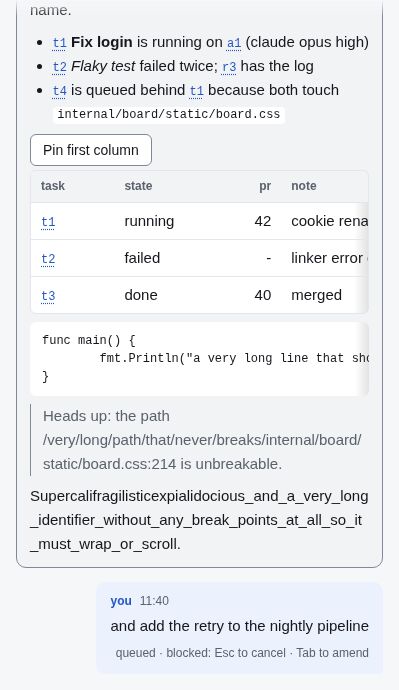 name.
t1 Fix login is running on a1 (claude opus high)
t2 Flaky test failed twice; r3 has the log
t4 is queued behind t1 because both touch
internal/board/static/board.css
Pin first column
task state pr note
t1 running 42 cookie rena
t2 failed - linker error
t3 done 40 merged
func main() {
fmt.Println("a very long line that sho
}
Heads up: the path
/very/long/path/that/never/breaks/internal/board/
static/board.css:214 is unbreakable.
Supercalifragilisticexpialidocious_and_a_very_long
_identifier_without_any_break_points_at_all_so_it
_must_wrap_or_scroll.
you 11:40
and add the retry to the nightly pipeline
queued · blocked: Esc to cancel · Tab to amend